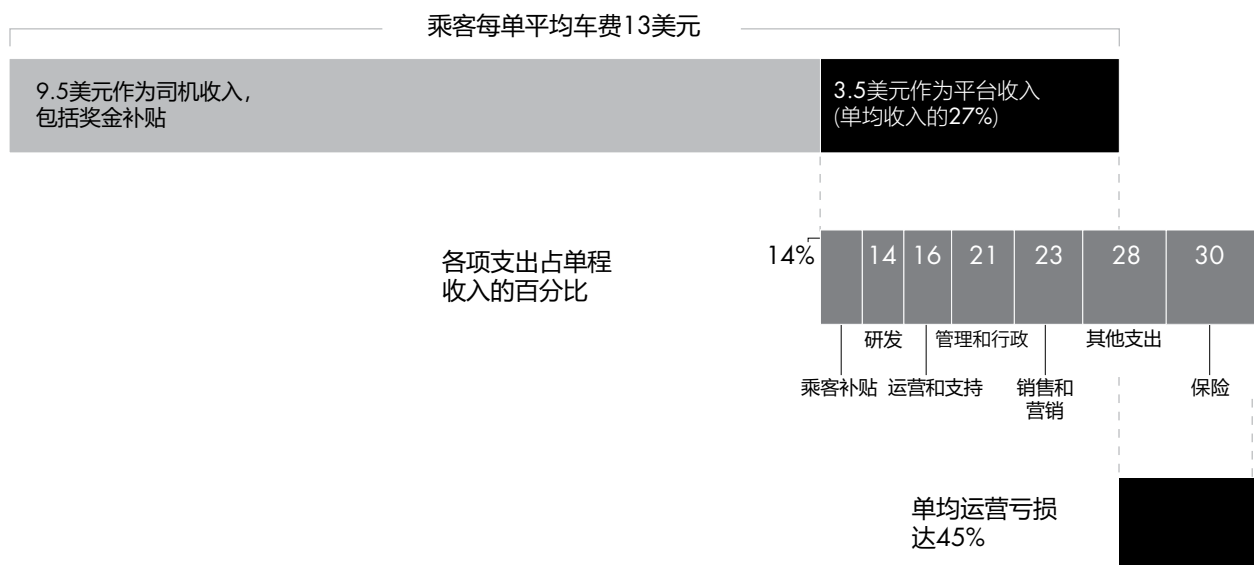 乘客每单平均车费13美元
9.5美元作为司机收入，
包括奖金补贴
3.5美元作为平台收入
(单均收入的27%)
各项支出占单程
收入的百分比
14%
14
16
21
23
28
30
研发
管理和行政
其他支出
乘客补贴
运营和支持
销售和
营销
保险
单均运营亏损
达45%